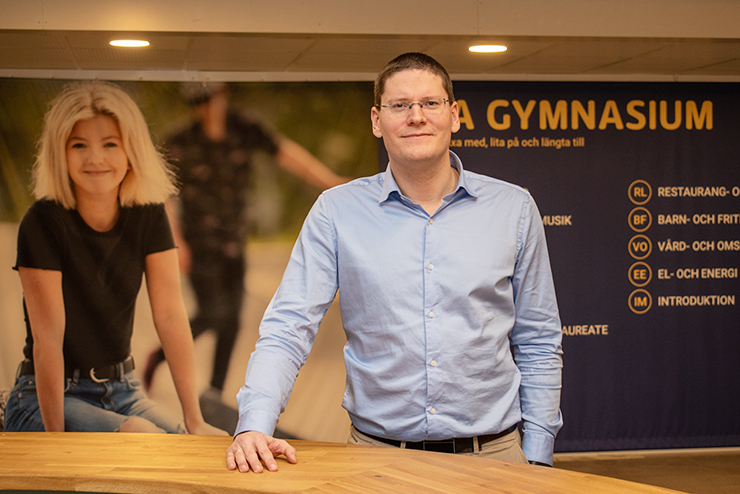 A GYMNASIUM
xa med, lita på och längta till
MUSIK
AUREATE
RL RESTAURANG- O
BF BARN- OCH FRIT
VO VÅRD- OCH OMS
EE EL- OCH ENERGI
IM INTRODUKTION